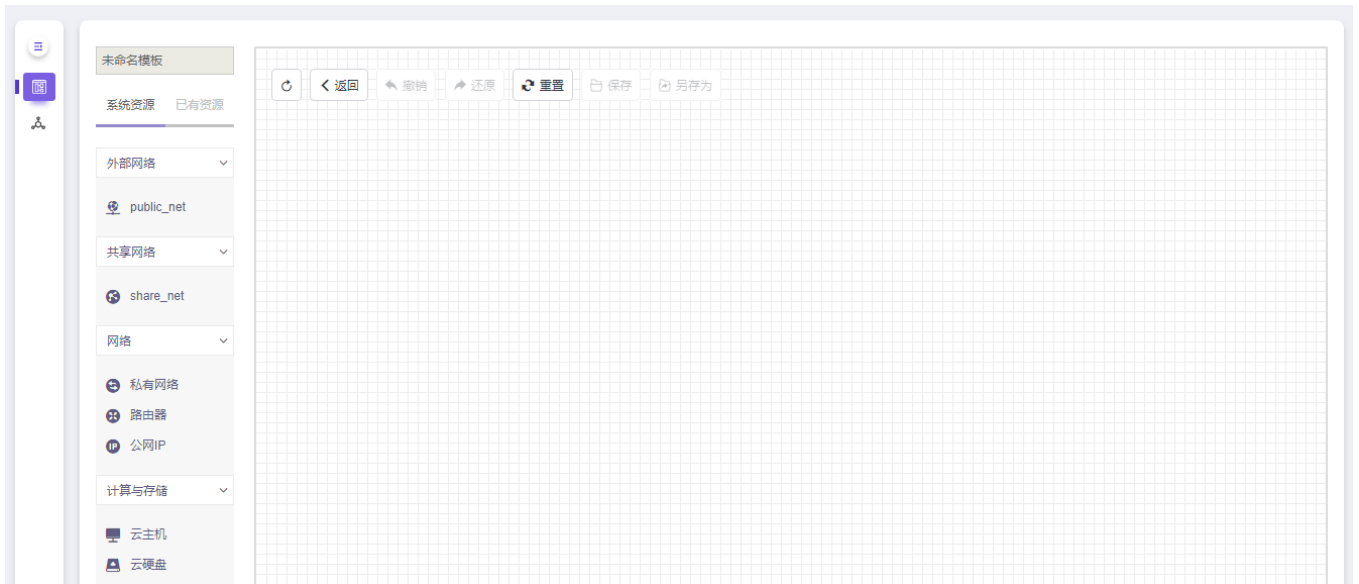 未命名模板
系统资源 已有资源
返回 撤销 还原 重置 保存 另存为
外部网络
public_net
共享网络
share_net
网络
私有网络
路由器
IP 公网IP
计算与存储
云主机
云硬盘